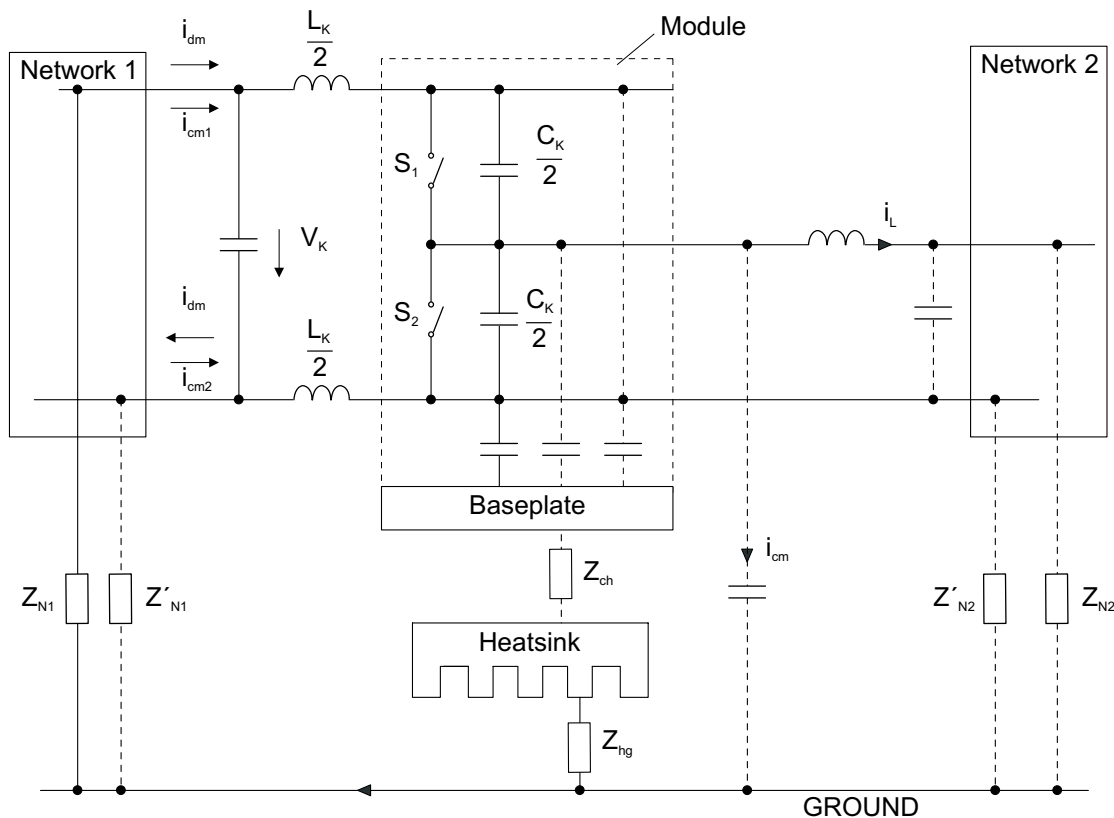 Module
Network 1
Network 2
i_dm
i_cm1
L_K
2
S_1
C_K
2
V_K
i_L
i_dm
i_cm2
L_K
2
S_2
C_K
2
Baseplate
Z_N1
Z´_N1
Z_ch
i_cm
Z´_N2
Z_N2
Heatsink
Z_hg
GROUND